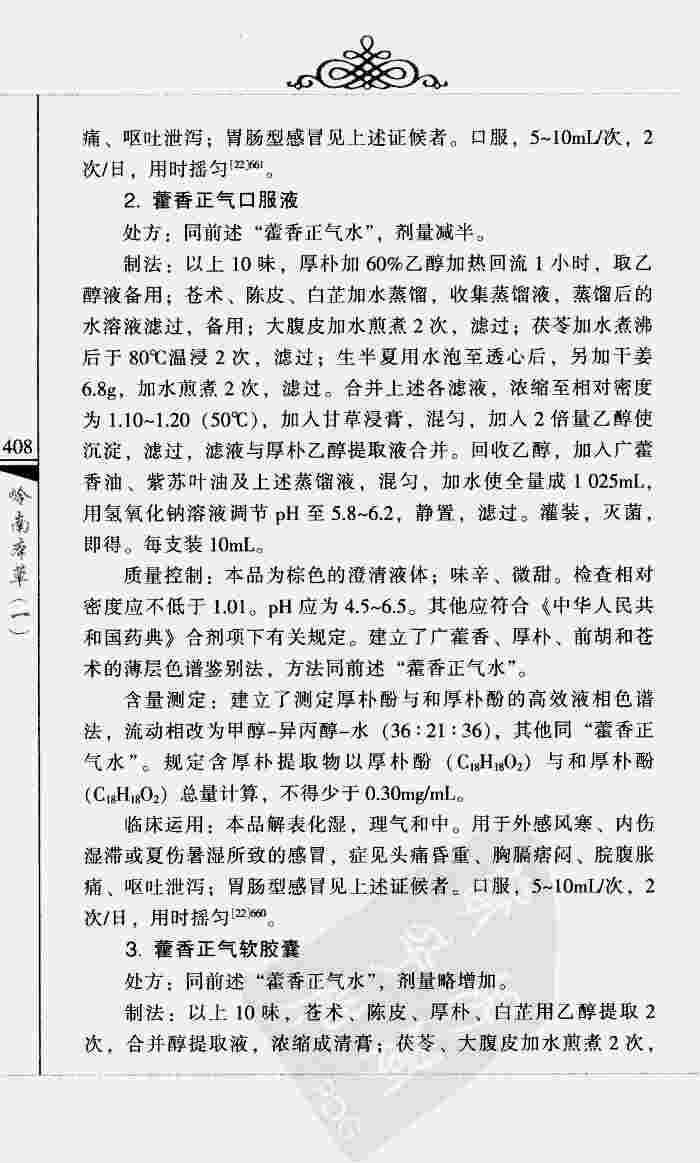 痛、呕吐泄泻；胃肠型感冒见上述证候者。口服，5~10mL/次，2
次/日，用时摇匀[22]661。
2. 藿香正气口服液
处方：同前述“藿香正气水”，剂量减半。
制法：以上 10 味，厚朴加 60%乙醇加热回流 1 小时，取乙
醇液备用；苍术、陈皮、白芷加水蒸馏，收集蒸馏液，蒸馏后的
水溶液滤过，备用；大腹皮加水煎煮 2 次，滤过；茯苓加水煮沸
后于 80℃温浸 2 次，滤过；生半夏用水泡至透心后，另加干姜
6.8g，加水煎煮 2 次，滤过。合并上述各滤液，浓缩至相对密度
为 1.10~1.20（50℃），加入甘草浸膏，混匀，加入 2 倍量乙醇使
沉淀，滤过，滤液与厚朴乙醇提取液合并。回收乙醇，加入广藿
香油、紫苏叶油及上述蒸馏液，混匀，加水使全量成 1 025mL，
用氢氧化钠溶液调节 pH 至 5.8~6.2，静置，滤过。灌装，灭菌，
即得。每支装 10mL。
质量控制：本品为棕色的澄清液体；味辛、微甜。检查相对
密度应不低于 1.01。pH 应为 4.5~6.5。其他应符合《中华人民共
和国药典》合剂项下有关规定。建立了广藿香、厚朴、前胡和苍
术的薄层色谱鉴别法，方法同前述“藿香正气水”。
含量测定：建立了测定厚朴酚与和厚朴酚的高效液相色谱
法，流动相改为甲醇-异丙醇-水（36∶21∶36），其他同“藿香正
气水”。规定含厚朴提取物以厚朴酚（C₁₈H₁₈O₂）与和厚朴酚
（C₁₈H₁₈O₂）总量计算，不得少于 0.30mg/mL。
临床运用：本品解表化湿，理气和中。用于外感风寒、内伤
湿滞或夏伤暑湿所致的感冒，症见头痛昏重、胸膈痞闷、脘腹胀
痛、呕吐泄泻；胃肠型感冒见上述证候者。口服，5~10mL/次，2
次/日，用时摇匀[22]660。
3. 藿香正气软胶囊
处方：同前述“藿香正气水”，剂量略增加。
制法：以上 10 味，苍术、陈皮、厚朴、白芷用乙醇提取 2
次，合并醇提取液，浓缩成清膏；茯苓、大腹皮加水煎煮 2 次，
408
岭南本草（一）